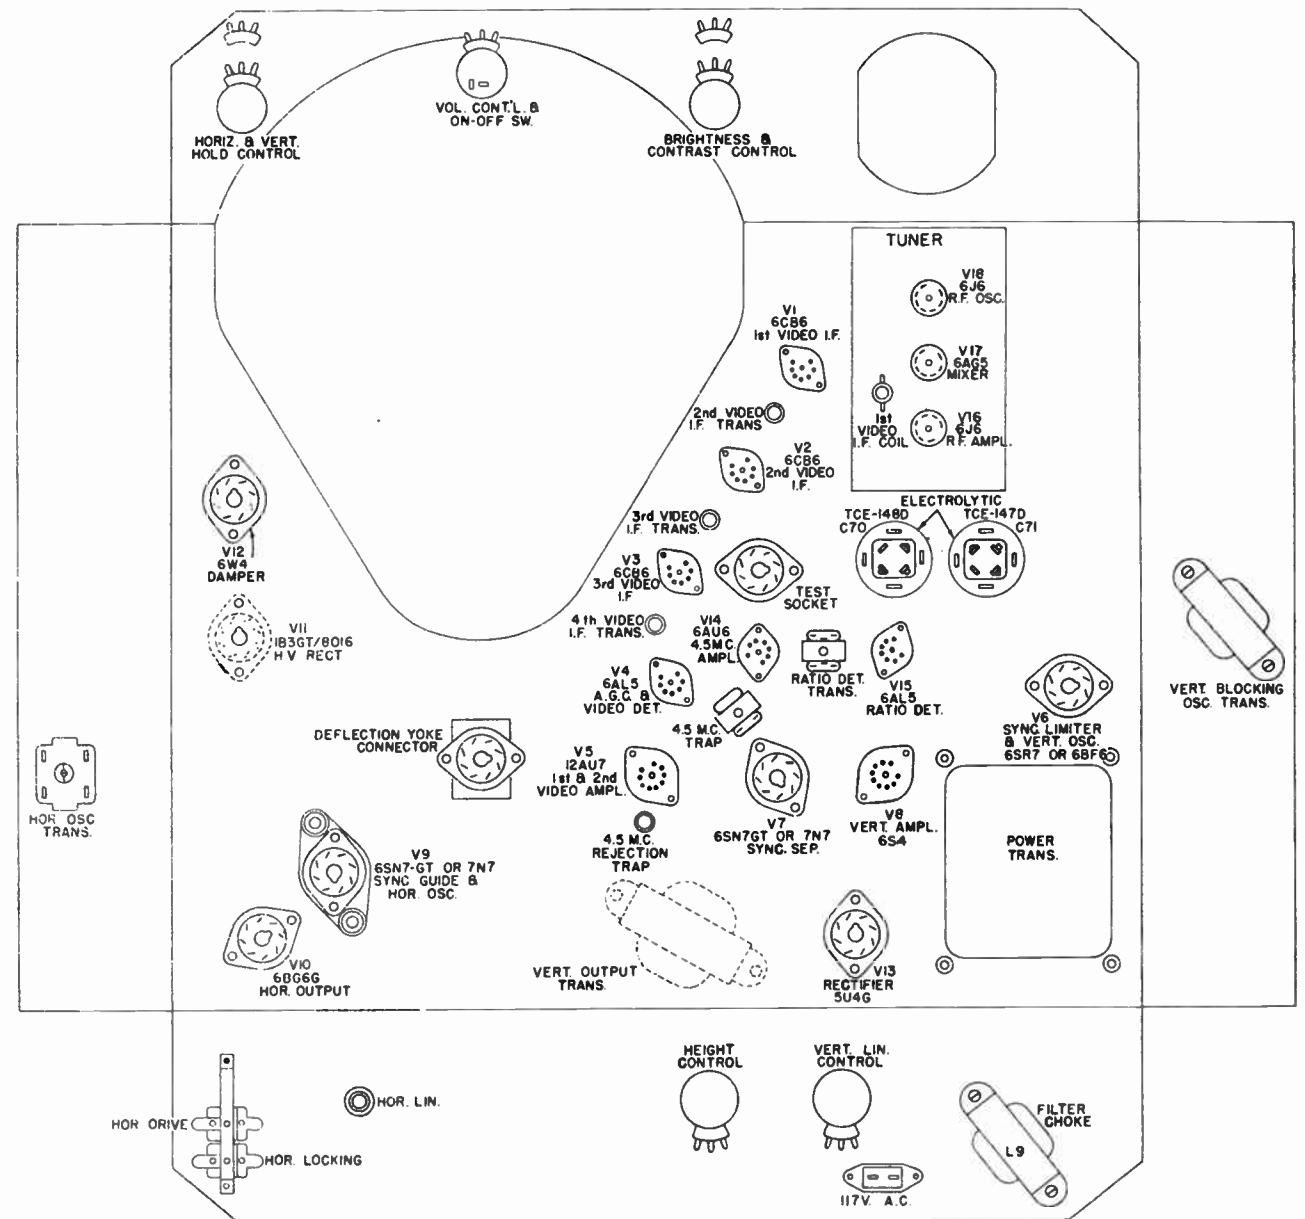 VOL. CONT'L. &
ON-OFF SW.
HORIZ. & VERT.
HOLD CONTROL
BRIGHTNESS &
CONTRAST CONTROL
TUNER
V18
6J6
R.F. OSC.
V17
6AG5
MIXER
1st
VIDEO
I.F. COIL
V16
6J6
R.F. AMPL.
V1
6CB6
1st VIDEO I.F.
2nd VIDEO
I.F. TRANS
V2
6CB6
2nd VIDEO
I.F.
ELECTROLYTIC
TCE-148D
C70
TCE-147D
C71
3rd VIDEO
I.F. TRANS.
V3
6CB6
3rd VIDEO
I.F
TEST
SOCKET
V12
6W4
DAMPER
V11
1B3GT/8016
H V RECT
4th VIDEO
I.F. TRANS.
V14
6AU6
4.5M.C.
AMPL.
RATIO DET.
TRANS.
V15
6AL5
RATIO DET.
V4
6AL5
A.G.C. &
VIDEO DET.
4.5 M.C.
TRAP
VERT. BLOCKING
OSC. TRANS.
V6
SYNC. LIMITER
& VERT. OSC.
6SR7 OR 6BF6
DEFLECTION YOKE
CONNECTOR
V5
12AU7
1st & 2nd
VIDEO AMPL.
HOR. OSC
TRANS.
V7
6SN7GT OR 7N7
SYNC. SEP.
V8
VERT. AMPL.
6S4
POWER
TRANS.
4.5 M.C.
REJECTION
TRAP
V9
6SN7-GT OR 7N7
SYNC GUIDE &
HOR. OSC.
V10
6BG6G
HOR. OUTPUT
VERT. OUTPUT
TRANS.
V13
RECTIFIER
5U4G
HEIGHT
CONTROL
VERT. LIN.
CONTROL
HOR. LIN.
HOR DRIVE
HOR. LOCKING
FILTER
CHOKE
L9
117V. A.C.